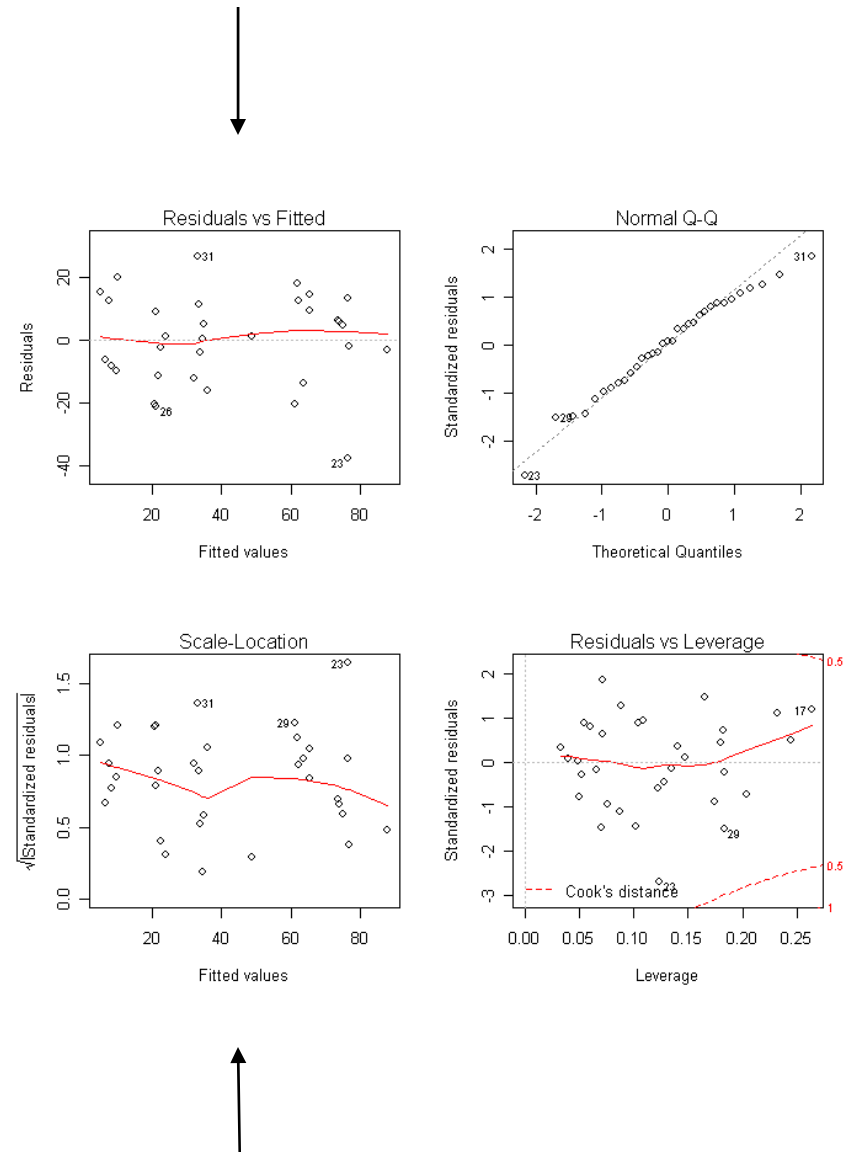 Residuals vs Fitted
Residuals
20
0
-20
-40
31
26
23
20 40 60 80
Fitted values
Normal Q-Q
Standardized residuals
2
1
0
-1
-2
31
29
23
-2 -1 0 1 2
Theoretical Quantiles
Scale-Location
√|Standardized residuals|
1.5
1.0
0.5
0.0
23
31
29
20 40 60 80
Fitted values
Residuals vs Leverage
Standardized residuals
2
1
0
-1
-2
-3
0.5
17
29
0.5
23
Cook's distance
1
0.00 0.05 0.10 0.15 0.20 0.25
Leverage